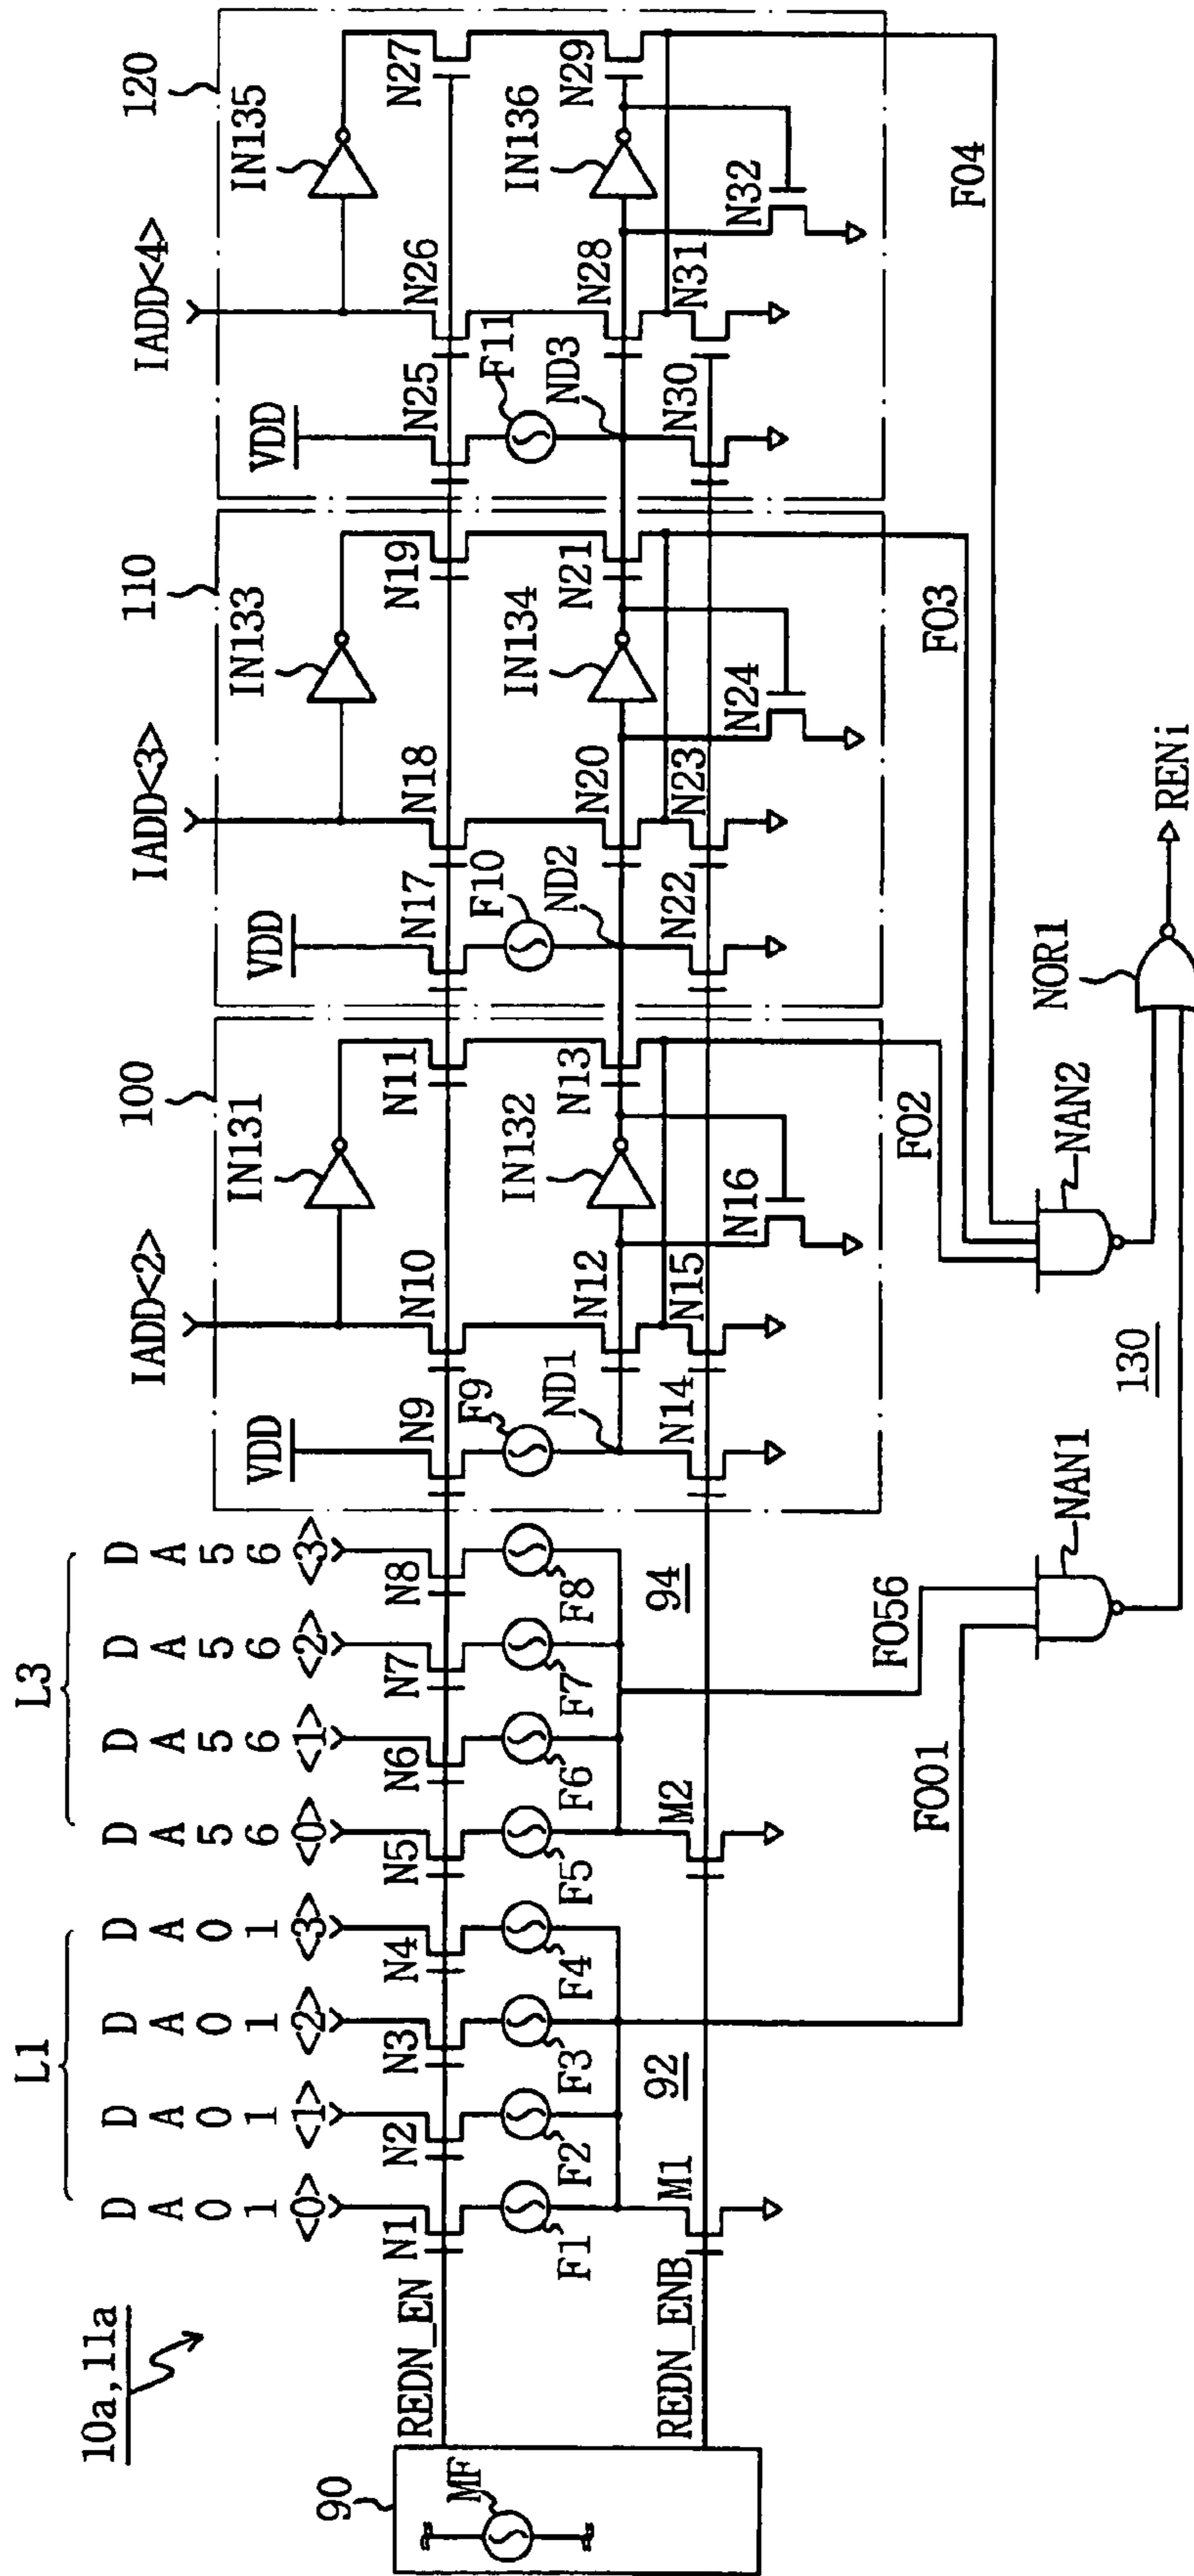 10a, 11a
L1
L3
DA01<0>
DA01<1>
DA01<2>
DA01<3>
DA56<0>
DA56<1>
DA56<2>
DA56<3>
IADD<2>
IADD<3>
IADD<4>
100
110
120
VDD
VDD
VDD
IN131
IN133
IN135
90
MF
REDN_EN
N1
N2
N3
N4
N5
N6
N7
N8
N9
N10
N11
N17
N18
N19
N25
N26
N27
F1
F2
F3
F4
F5
F6
F7
F8
F9
F10
F11
ND1
ND2
ND3
N12
IN132
N13
N20
IN134
N21
N28
IN136
N29
REDN_ENB
M1
92
M2
94
N14
N15
N16
N22
N23
N24
N30
N31
N32
F001
F056
F02
F03
F04
NAN1
130
NAN2
NOR1
RENi